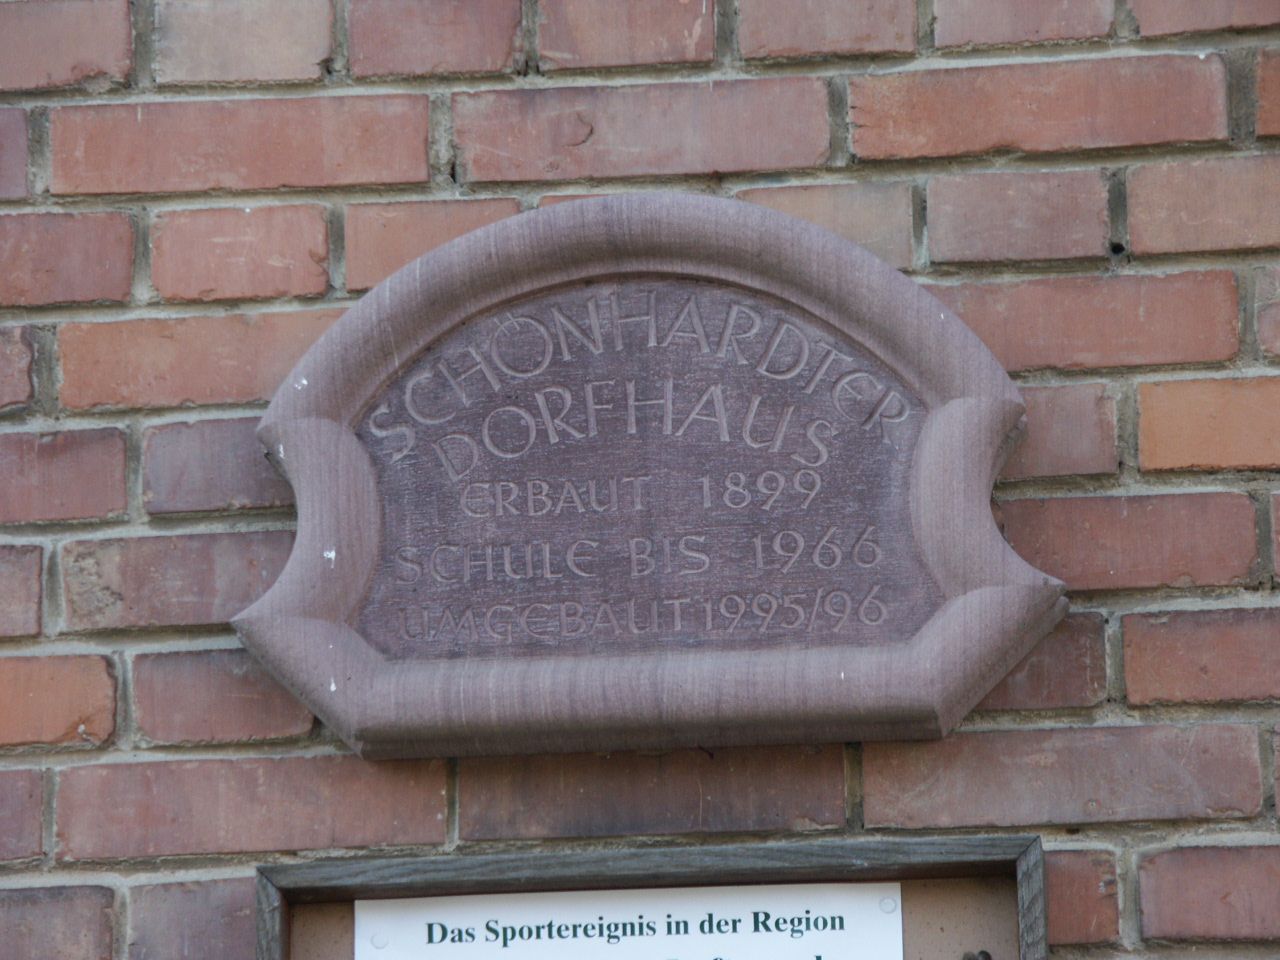 SCHÖNHARDTER
DORFHAUS
ERBAUT 1899
SCHULE BIS 1966
UMGEBAUT 1995/96
Das Sportereignis in der Region